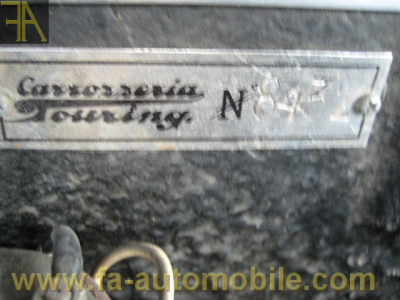 FA
Carrozzeria
Touring. N°
www.fa-automobile.com